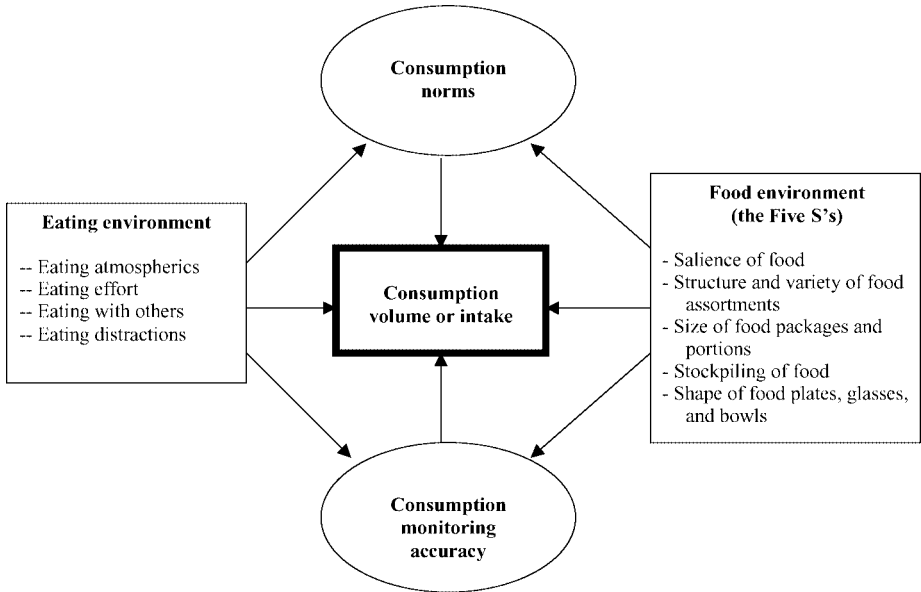 Consumption
norms
Eating environment
-- Eating atmospherics
-- Eating effort
-- Eating with others
-- Eating distractions
Consumption
volume or intake
Food environment
(the Five S's)
- Salience of food
- Structure and variety of food
assortments
- Size of food packages and
portions
- Stockpiling of food
- Shape of food plates, glasses,
and bowls
Consumption
monitoring
accuracy